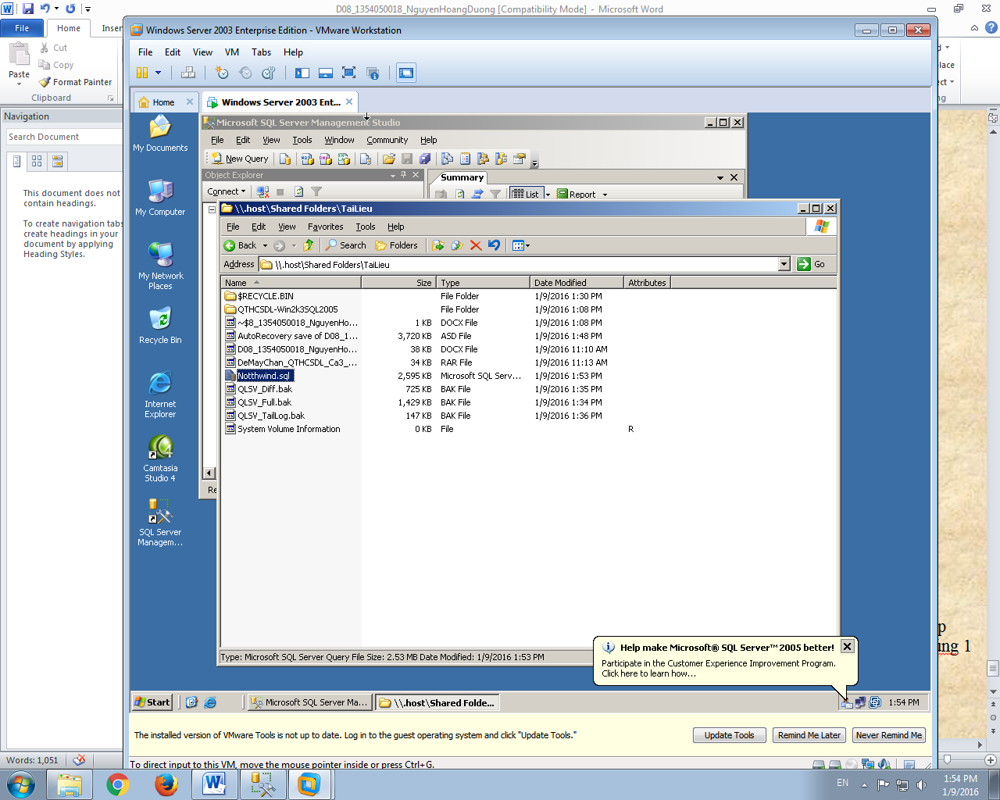 D08_1354050018_NguyenHoangDuong [Compatibility Mode] - Microsoft Word
File
Home
Inser
Cut
Copy
Paste
Format Painter
Clipboard
Navigation
Search Document
This document does not
contain headings.
To create navigation tabs,
create headings in your
document by applying
Heading Styles.
Words: 1,051
Windows Server 2003 Enterprise Edition - VMware Workstation
File Edit View VM Tabs Help
Home
Windows Server 2003 Ent...
My Documents
My Computer
My Network
Places
Recycle Bin
Internet
Explorer
Camtasia
Studio 4
SQL Server
Managem...
Microsoft SQL Server Management Studio
File Edit View Tools Window Community Help
New Query
Object Explorer
Connect
Summary
List
Report
Re
\\.host\Shared Folders\TaiLieu
File Edit View Favorites Tools Help
Back
Search
Folders
Address \\.host\Shared Folders\TaiLieu
Go
Name Size Type Date Modified Attributes
$RECYCLE.BIN File Folder 1/9/2016 1:30 PM
QTHCSDL-Win2k3SQL2005 File Folder 1/9/2016 1:08 PM
~$8_1354050018_NguyenHo... 1 KB DOCX File 1/9/2016 1:08 PM
AutoRecovery save of D08_1... 3,720 KB ASD File 1/9/2016 1:48 PM
D08_1354050018_NguyenHo... 38 KB DOCX File 1/9/2016 11:10 AM
DeMayChan_QTHCSDL_Ca3_... 34 KB RAR File 1/9/2016 11:13 AM
Notthwind.sql 2,595 KB Microsoft SQL Serv... 1/9/2016 1:53 PM
QLSV_Diff.bak 725 KB BAK File 1/9/2016 1:35 PM
QLSV_Full.bak 1,429 KB BAK File 1/9/2016 1:34 PM
QLSV_TailLog.bak 147 KB BAK File 1/9/2016 1:36 PM
System Volume Information 0 KB File R
Type: Microsoft SQL Server Query File Size: 2.53 MB Date Modified: 1/9/2016 1:53 PM
Help make Microsoft® SQL Server™ 2005 better!
Participate in the Customer Experience Improvement Program.
Click here to learn how...
Start
Microsoft SQL Server Ma...
\\.host\Shared Folde...
1:54 PM
The installed version of VMware Tools is not up to date. Log in to the guest operating system and click "Update Tools."
Update Tools
Remind Me Later
Never Remind Me
To direct input to this VM, move the mouse pointer inside or press Ctrl+G.
EN
1:54 PM
1/9/2016